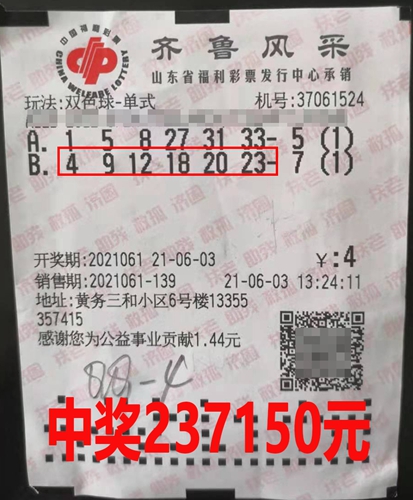 中国福利彩票
CHINA WELFARE LOTTERY
齐鲁风采
山东省福利彩票发行中心承销
玩法:双色球-单式 机号:37061524
A. 1 5 8 27 31 33- 5 (1)
B. 4 9 12 18 20 23- 7 (1)
开奖期:2021061 21-06-03 ¥:4
销售期:2021061-139 21-06-03 13:24:11
地址:黄务三和小区6号楼13355
357415
感谢您为公益事业贡献1.44元
88-4
中奖237150元